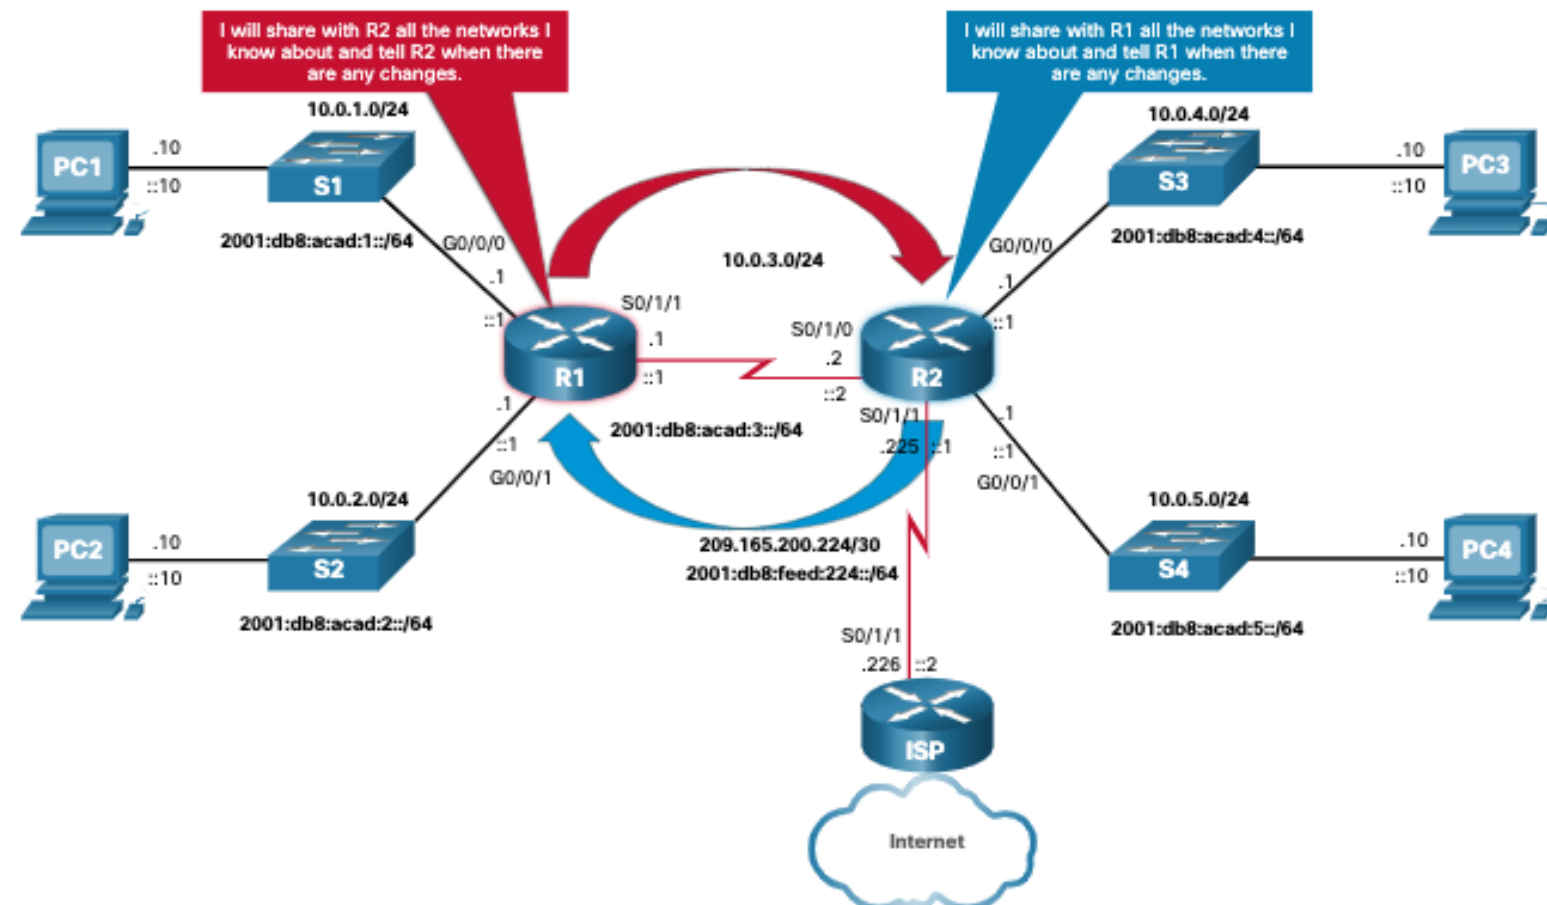 I will share with R2 all the networks I
know about and tell R2 when there
are any changes.
I will share with R1 all the networks I
know about and tell R1 when there
are any changes.
10.0.1.0/24
10.0.4.0/24
PC1
.10
::10
S1
S3
.10
::10
PC3
2001:db8:acad:1::/64
G0/0/0
.1
::1
10.0.3.0/24
G0/0/0
.1
::1
2001:db8:acad:4::/64
S0/1/1
.1
::1
S0/1/0
.2
::2
R1
R2
2001:db8:acad:3::/64
.1
::1
G0/0/1
S0/1/1
.225
::1
.1
::1
G0/0/1
10.0.2.0/24
10.0.5.0/24
PC2
.10
::10
S2
209.165.200.224/30
2001:db8:feed:224::/64
S4
.10
::10
PC4
2001:db8:acad:2::/64
2001:db8:acad:5::/64
S0/1/1
.226
::2
ISP
Internet